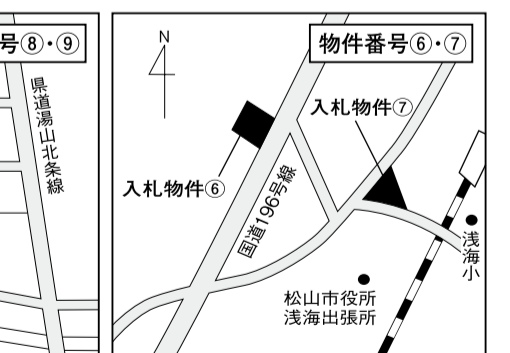 号⑧・⑨
県道湯山北条線
物件番号⑥・⑦
N
入札物件⑦
入札物件⑥
国道196号線
浅海小
松山市役所
浅海出張所